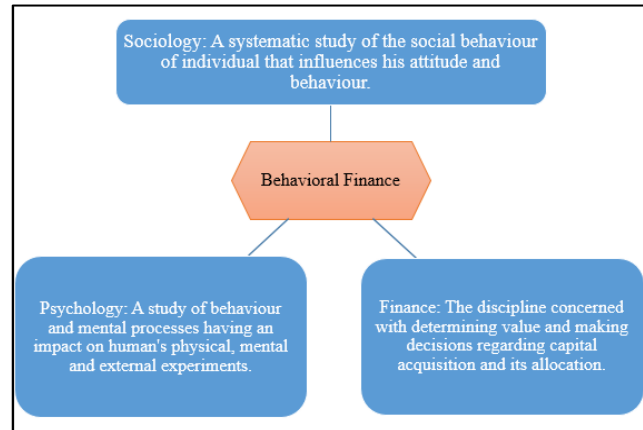 Sociology: A systematic study of the social behaviour
of individual that influences his attitude and
behaviour.
Behavioral Finance
Psychology: A study of behaviour
and mental processes having an
impact on human's physical, mental
and external experiments.
Finance: The discipline concerned
with determining value and making
decisions regarding capital
acquisition and its allocation.